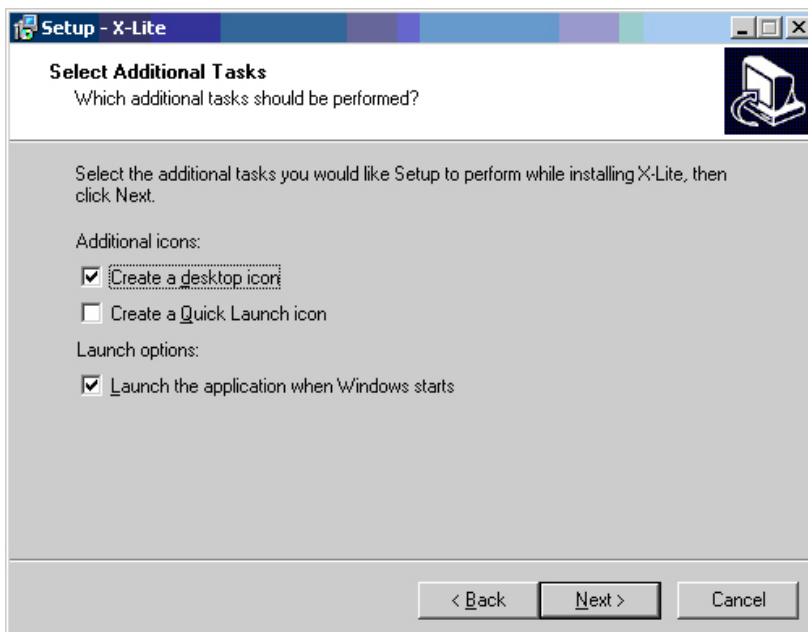 Setup - X-Lite
Select Additional Tasks
Which additional tasks should be performed?
Select the additional tasks you would like Setup to perform while installing X-Lite, then
click Next.
Additional icons:
Create a desktop icon
Create a Quick Launch icon
Launch options:
Launch the application when Windows starts
< Back
Next >
Cancel